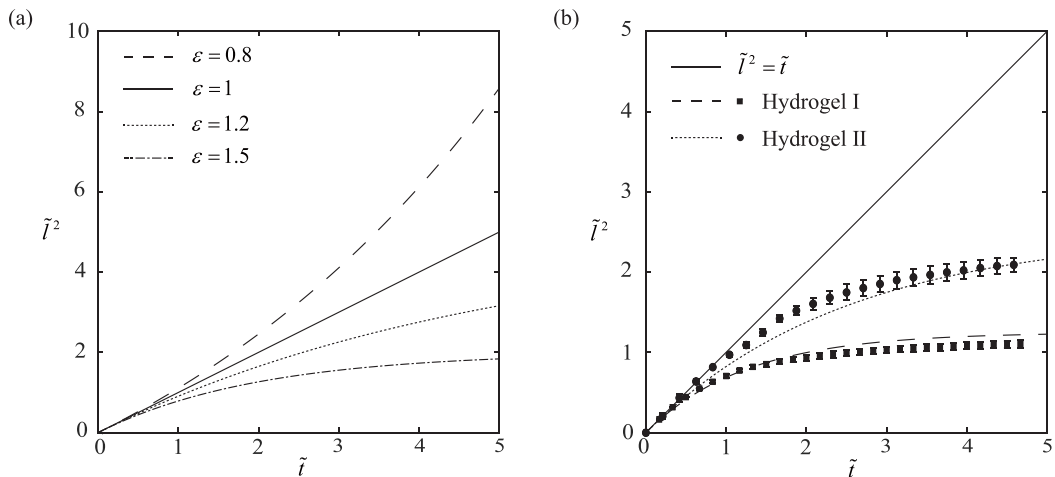 (a)
10
8
6
4
2
0
l̃ ²
0 1 2 3 4 5
t̃
ε = 0.8
ε = 1
ε = 1.2
ε = 1.5
(b)
5
4
3
2
1
0
l̃ ²
0 1 2 3 4 5
t̃
l̃ ² = t̃
Hydrogel I
Hydrogel II